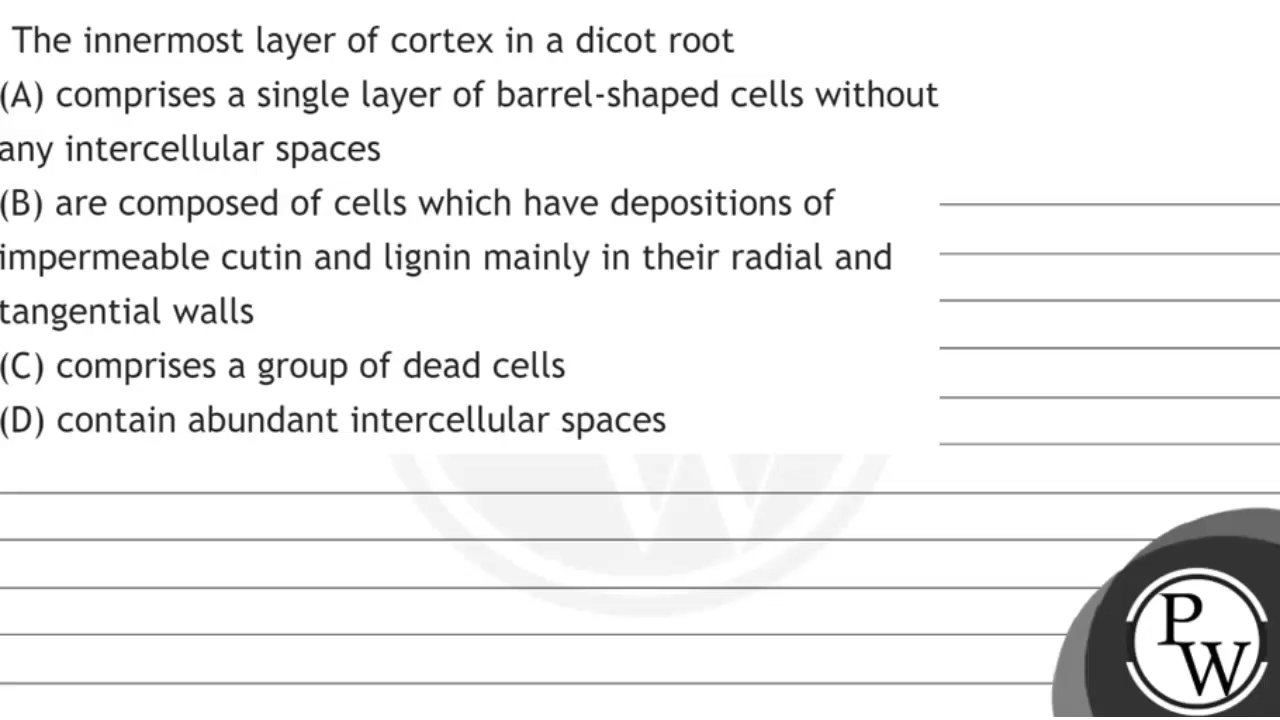 The innermost layer of cortex in a dicot root
(A) comprises a single layer of barrel-shaped cells without
any intercellular spaces
(B) are composed of cells which have depositions of
impermeable cutin and lignin mainly in their radial and
tangential walls
(C) comprises a group of dead cells
(D) contain abundant intercellular spaces
P
W